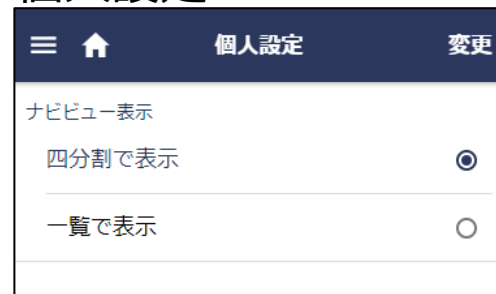 個人設定
個人設定 変更
ナビビュー表示
四分割で表示
一覧で表示